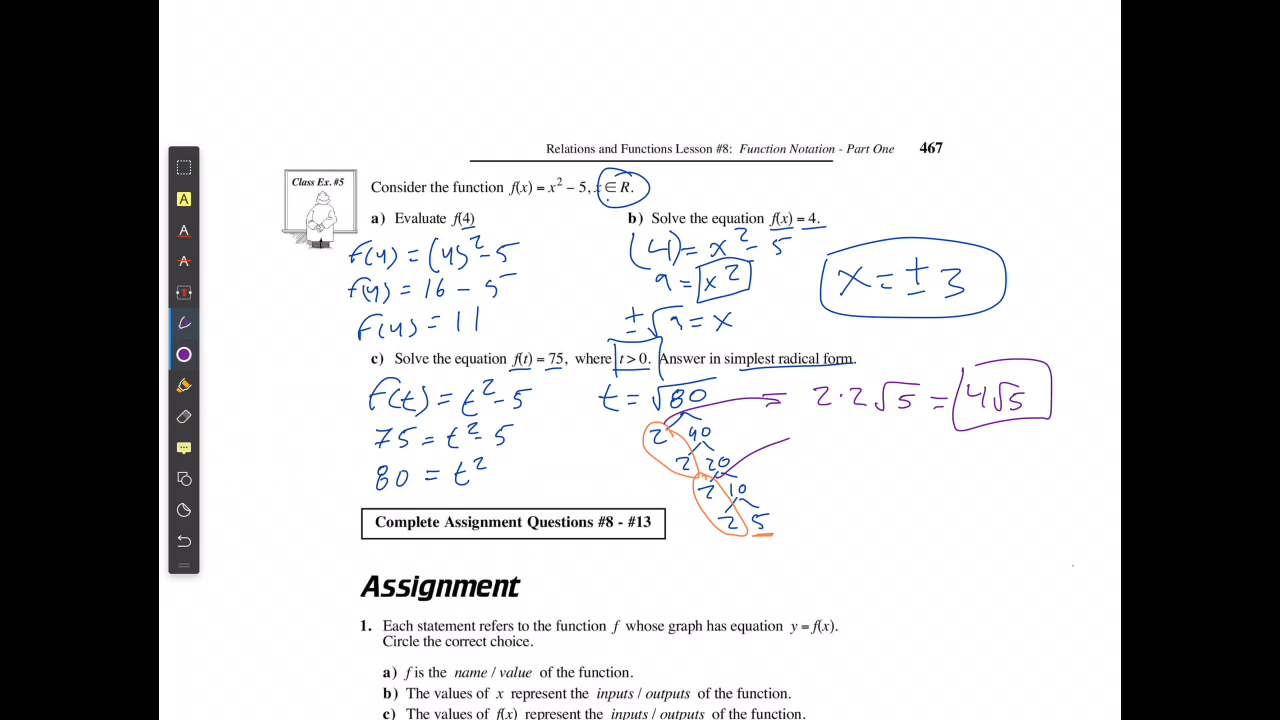 Relations and Functions Lesson #8: Function Notation - Part One 467
Class Ex. #5
Consider the function f(x) = x² − 5, x ∈ R.
a) Evaluate f(4)
f(4) = (4)² - 5
f(4) = 16 - 5
f(4) = 11
b) Solve the equation f(x) = 4.
(4) = x² - 5
9 = x²
±√9 = x
x = ± 3
c) Solve the equation f(t) = 75, where t > 0. Answer in simplest radical form.
f(t) = t² - 5
75 = t² - 5
80 = t²
t = √80 = 2·2√5 = 4√5
2 40
2 20
2 10
2 5
Complete Assignment Questions #8 - #13
Assignment
1. Each statement refers to the function f whose graph has equation y = f(x).
Circle the correct choice.
a) f is the name / value of the function.
b) The values of x represent the inputs / outputs of the function.
c) The values of f(x) represent the inputs / outputs of the function.
A
A
A
T